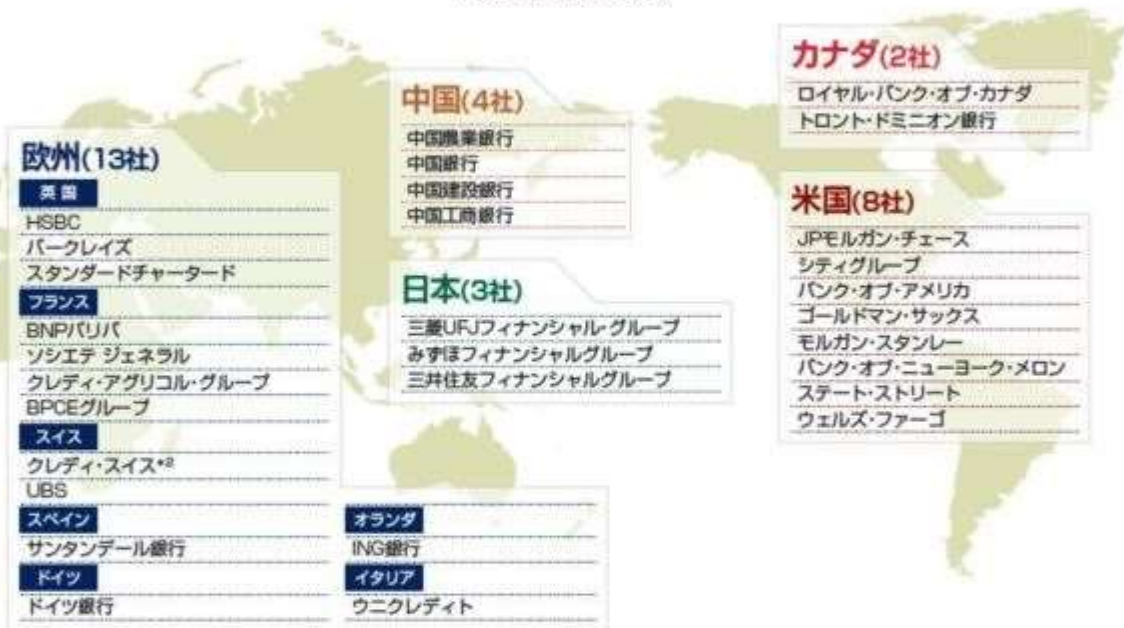 欧州(13社)
英国
HSBC
バークレイズ
スタンダードチャータード
フランス
BNPパリバ
ソシエテ ジェネラル
クレディ・アグリコル・グループ
BPCEグループ
スイス
クレディ・スイス*2
UBS
スペイン
サンタンデール銀行
ドイツ
ドイツ銀行
オランダ
ING銀行
イタリア
ウニクレディト
中国(4社)
中国農業銀行
中国銀行
中国建設銀行
中国工商銀行
日本(3社)
三菱UFJフィナンシャル・グループ
みずほフィナンシャルグループ
三井住友フィナンシャルグループ
カナダ(2社)
ロイヤル・バンク・オブ・カナダ
トロント・ドミニオン銀行
米国(8社)
JPモルガン・チェース
シティグループ
バンク・オブ・アメリカ
ゴールドマン・サックス
モルガン・スタンレー
バンク・オブ・ニューヨーク・メロン
ステート・ストリート
ウェルズ・ファーゴ